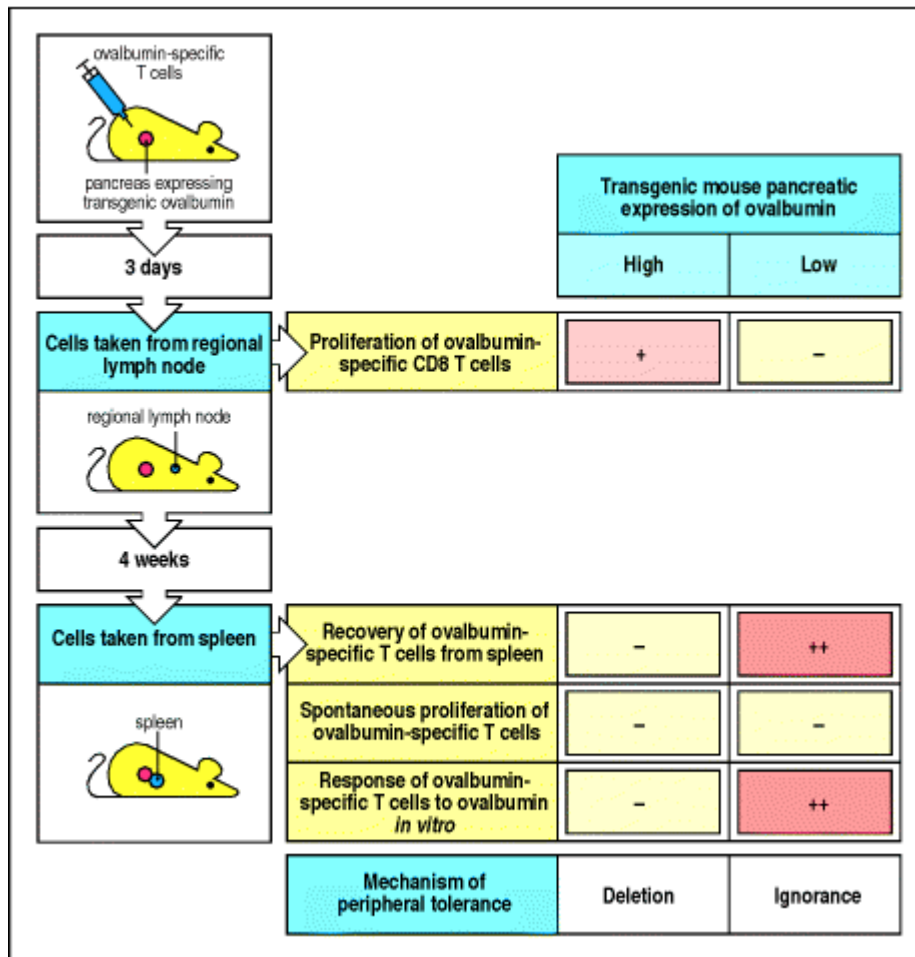 ovalbumin-specific
T cells
pancreas expressing
transgenic ovalbumin
3 days
Transgenic mouse pancreatic
expression of ovalbumin
High
Low
Cells taken from regional
lymph node
Proliferation of ovalbumin-
specific CD8 T cells
+
–
regional lymph node
4 weeks
Cells taken from spleen
Recovery of ovalbumin-
specific T cells from spleen
–
++
spleen
Spontaneous proliferation of
ovalbumin-specific T cells
–
–
Response of ovalbumin-
specific T cells to ovalbumin
in vitro
–
++
Mechanism of
peripheral tolerance
Deletion
Ignorance